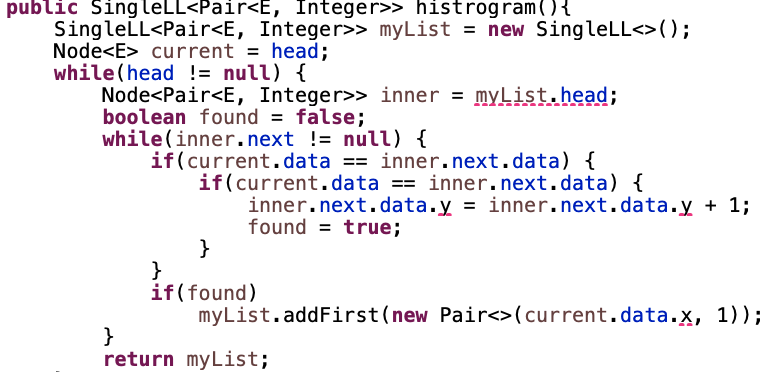 public SingleLL<Pair<E, Integer>> histrogram(){
SingleLL<Pair<E, Integer>> myList = new SingleLL<>();
Node<E> current = head;
while(head != null) {
Node<Pair<E, Integer>> inner = myList.head;
boolean found = false;
while(inner.next != null) {
if(current.data == inner.next.data) {
if(current.data == inner.next.data) {
inner.next.data.y = inner.next.data.y + 1;
found = true;
}
}
if(found)
myList.addFirst(new Pair<>(current.data.x, 1));
}
return myList;